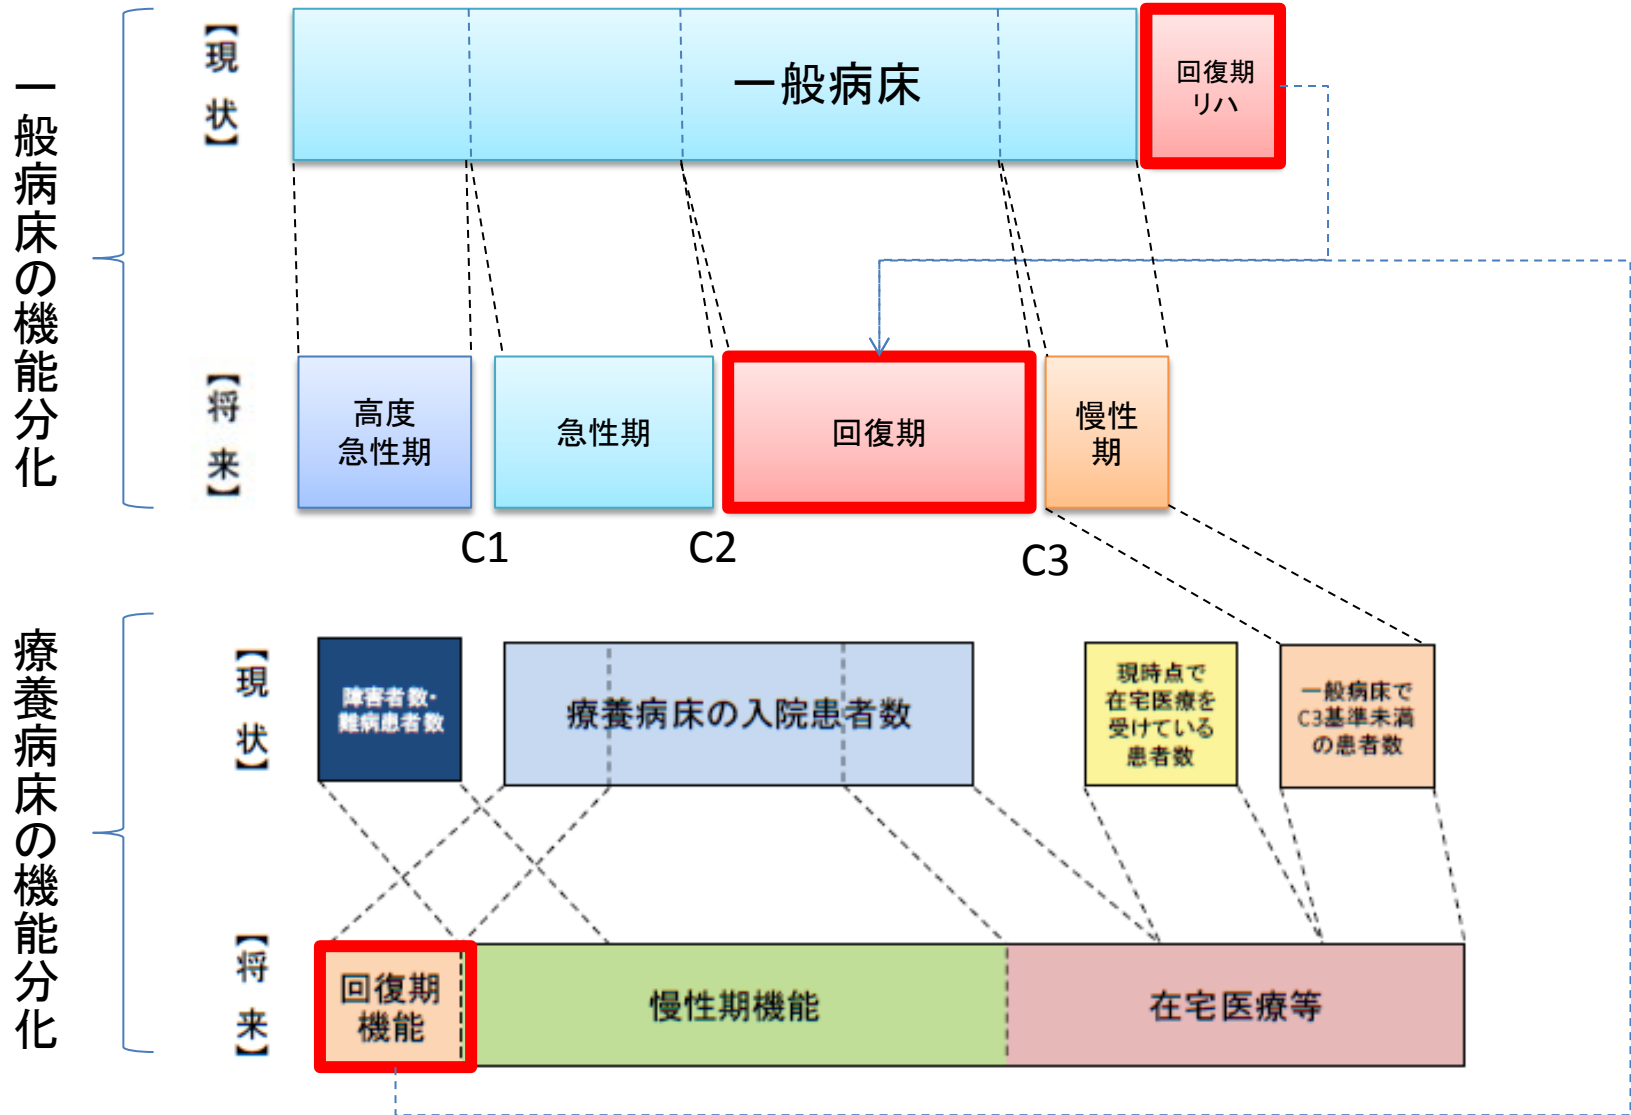 一般病床の機能分化
【現 状】
一般病床
回復期
リハ
【将 来】
高度
急性期
急性期
回復期
慢性
期
C1
C2
C3
療養病床の機能分化
【現 状】
障害者数・
難病患者数
療養病床の入院患者数
現時点で
在宅医療を
受けている
患者数
一般病床で
C3基準未満
の患者数
【将 来】
回復期
機能
慢性期機能
在宅医療等